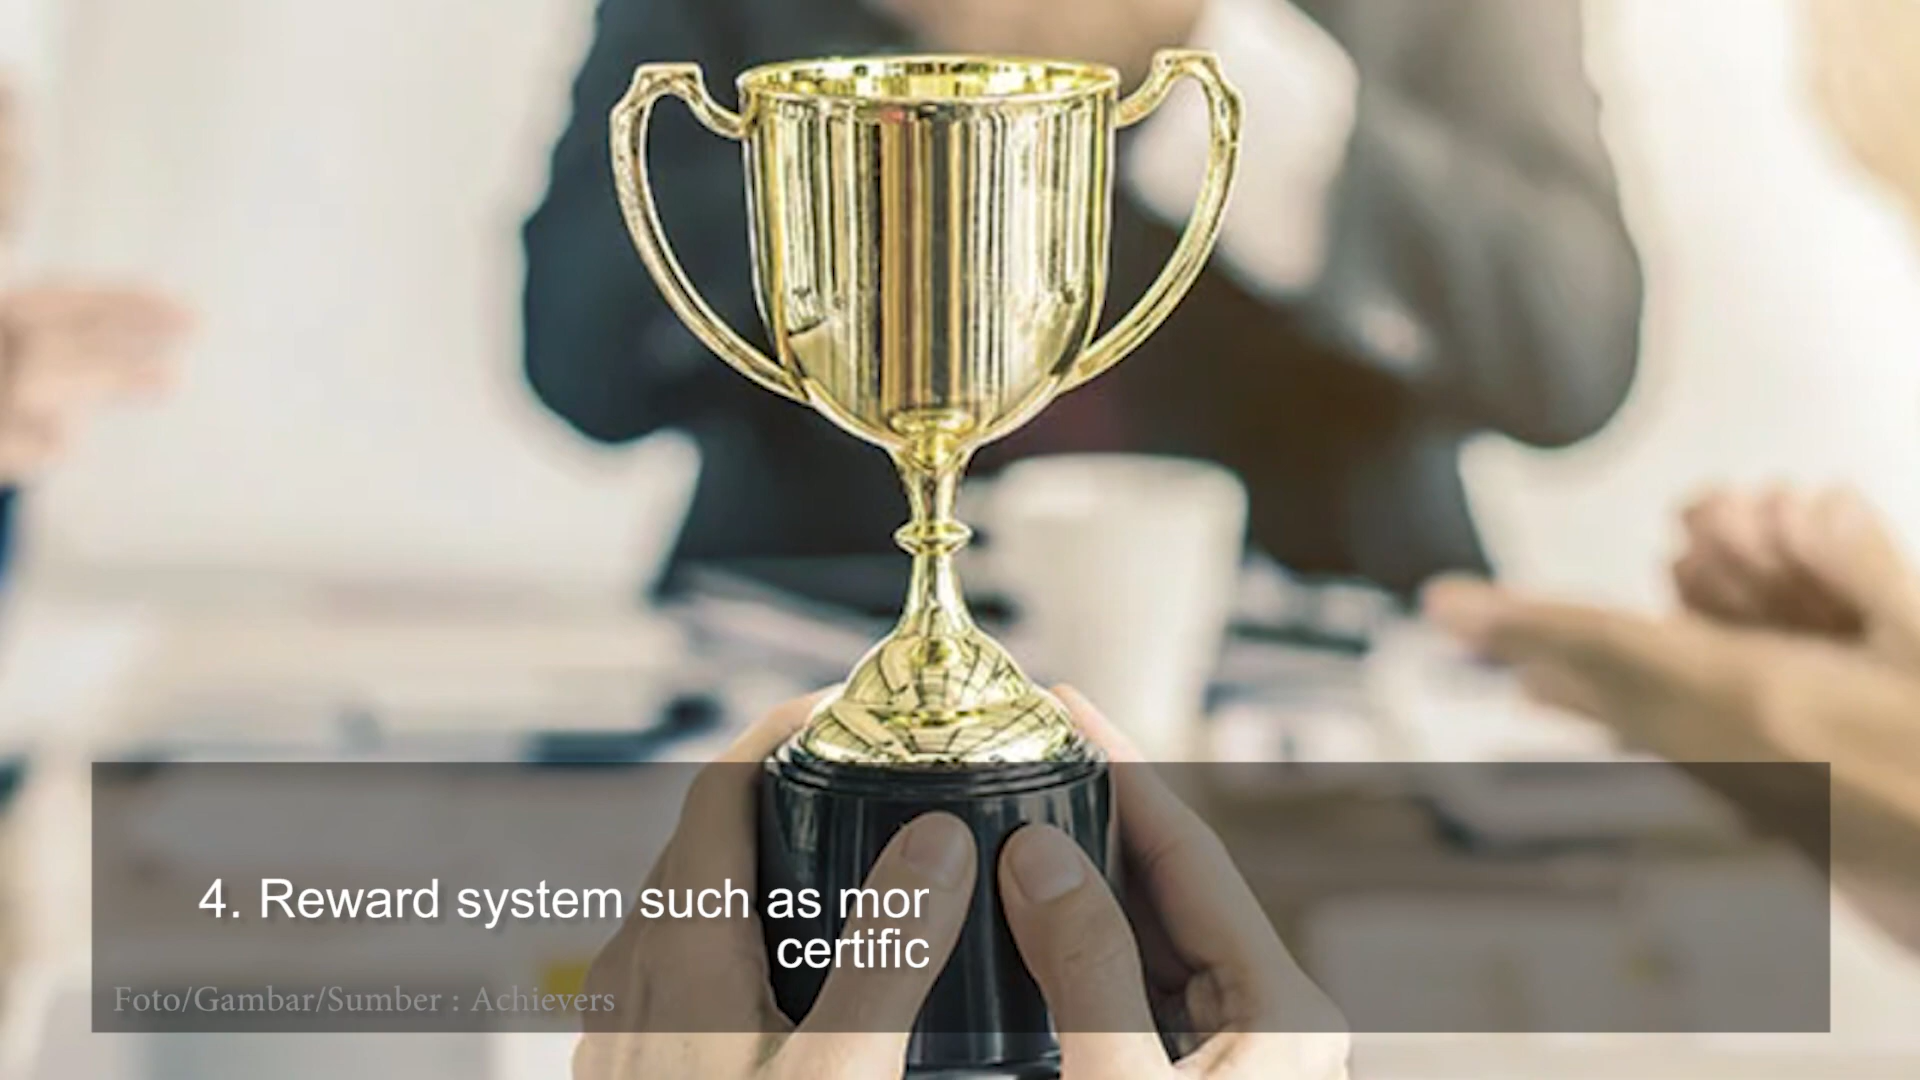 4. Reward system such as mor
certific
Foto/Gambar/Sumber : Achievers